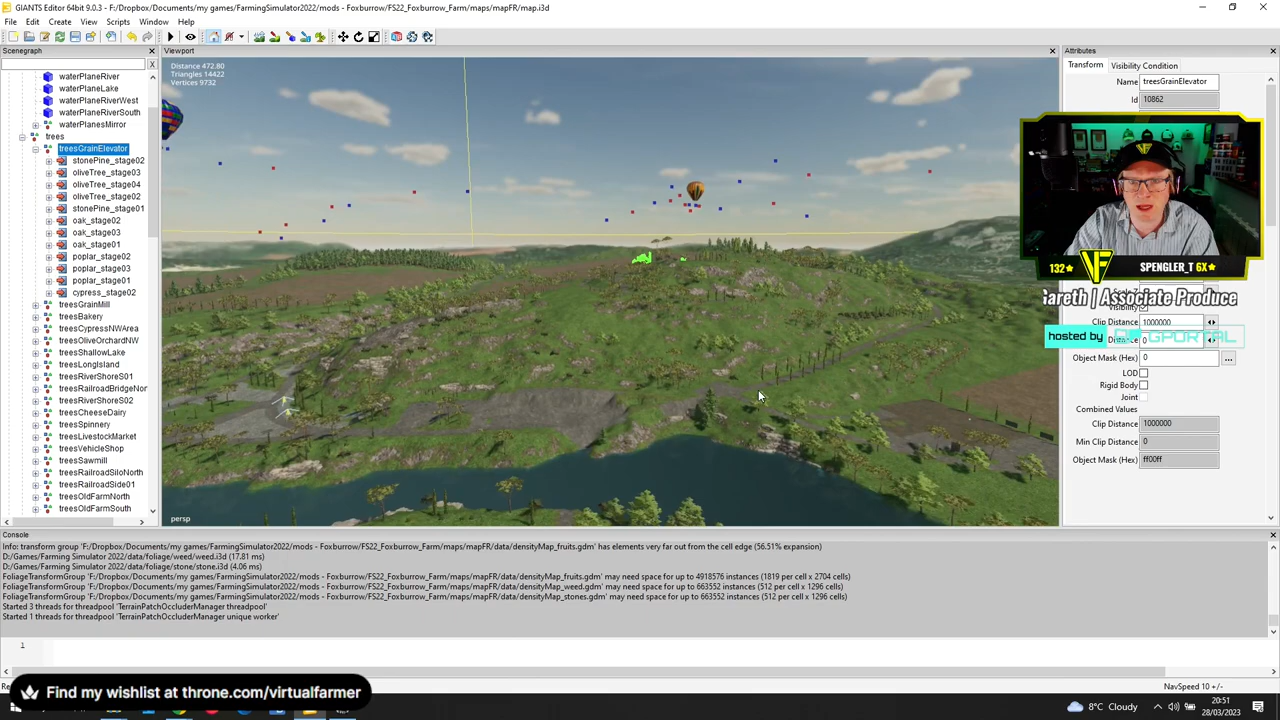 GIANTS Editor 64bit 9.0.3 - F:/Dropbox/Documents/my games/FarmingSimulator2022/mods - Foxburrow/FS22_Foxburrow_Farm/maps/mapFR/map.i3d
File Edit Create View Scripts Window Help
Scenegraph
Viewport
Attributes
Distance 472.80
Triangles 14422
Vertices 9732
persp
waterPlaneRiver
waterPlaneLake
waterPlaneRiverWest
waterPlaneRiverSouth
waterPlanesMirror
trees
treesGrainElevator
stonePine_stage02
oliveTree_stage03
oliveTree_stage04
oliveTree_stage02
stonePine_stage01
oak_stage02
oak_stage03
oak_stage01
poplar_stage02
poplar_stage03
poplar_stage01
cypress_stage02
treesGrainMill
treesBakery
treesCypressNWArea
treesOliveOrchardNW
treesShallowLake
treesLongIsland
treesRiverShoreS01
treesRailroadBridgeNor
treesRiverShoreS02
treesCheeseDairy
treesSpinnery
treesLivestockMarket
treesVehicleShop
treesSawmill
treesRailroadSiloNorth
treesRailroadSide01
treesOldFarmNorth
treesOldFarmSouth
Transform Visibility Condition
Name treesGrainElevator
Id 10862
132 VF SPENGLER_T 6X
Gareth | Associate Produce
Clip Distance 1000000
hosted by GPORTAL
Distance 0
Object Mask (Hex) 0 ...
LOD
Rigid Body
Joint
Combined Values
Clip Distance 1000000
Min Clip Distance 0
Object Mask (Hex) ff00ff
Console
Info: transform group 'F:/Dropbox/Documents/my games/FarmingSimulator2022/mods - Foxburrow/FS22_Foxburrow_Farm/maps/mapFR/data/densityMap_fruits.gdm' has elements very far out from the cell edge (56.51% expansion)
D:/Games/Farming Simulator 2022/data/foliage/weed/weed.i3d (17.81 ms)
D:/Games/Farming Simulator 2022/data/foliage/stone/stone.i3d (4.06 ms)
FoliageTransformGroup 'F:/Dropbox/Documents/my games/FarmingSimulator2022/mods - Foxburrow/FS22_Foxburrow_Farm/maps/mapFR/data/densityMap_fruits.gdm' may need space for up to 4918576 instances (1819 per cell x 2704 cells)
FoliageTransformGroup 'F:/Dropbox/Documents/my games/FarmingSimulator2022/mods - Foxburrow/FS22_Foxburrow_Farm/maps/mapFR/data/densityMap_weed.gdm' may need space for up to 663552 instances (512 per cell x 1296 cells)
FoliageTransformGroup 'F:/Dropbox/Documents/my games/FarmingSimulator2022/mods - Foxburrow/FS22_Foxburrow_Farm/maps/mapFR/data/densityMap_stones.gdm' may need space for up to 663552 instances (512 per cell x 1296 cells)
Started 3 threads for threadpool 'TerrainPatchOccluderManager threadpool'
Started 1 threads for threadpool 'TerrainPatchOccluderManager unique worker'
1
NavSpeed 10 +/-
Find my wishlist at throne.com/virtualfarmer
8°C Cloudy
20:51
28/03/2023